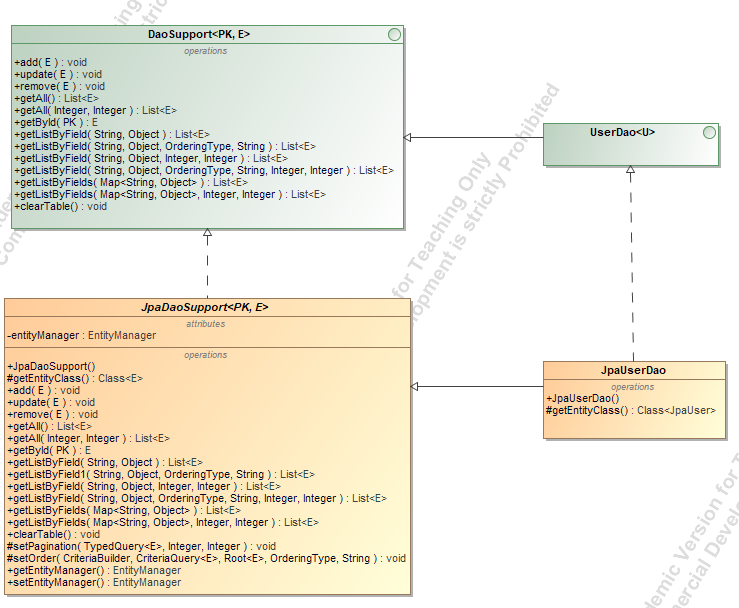 DaoSupport<PK, E>
operations
+add( E ) : void
+update( E ) : void
+remove( E ) : void
+getAll() : List<E>
+getAll( Integer, Integer ) : List<E>
+getById( PK ) : E
+getListByField( String, Object ) : List<E>
+getListByField( String, Object, OrderingType, String ) : List<E>
+getListByField( String, Object, Integer, Integer ) : List<E>
+getListByField( String, Object, OrderingType, String, Integer, Integer ) : List<E>
+getListByFields( Map<String, Object> ) : List<E>
+getListByFields( Map<String, Object>, Integer, Integer ) : List<E>
+clearTable() : void
UserDao<U>
JpaDaoSupport<PK, E>
attributes
-entityManager : EntityManager
operations
+JpaDaoSupport()
#getEntityClass() : Class<E>
+add( E ) : void
+update( E ) : void
+remove( E ) : void
+getAll() : List<E>
+getAll( Integer, Integer ) : List<E>
+getById( PK ) : E
+getListByField( String, Object ) : List<E>
+getListByField1( String, Object, OrderingType, String ) : List<E>
+getListByField( String, Object, Integer, Integer ) : List<E>
+getListByField( String, Object, OrderingType, String, Integer, Integer ) : List<E>
+getListByFields( Map<String, Object> ) : List<E>
+getListByFields( Map<String, Object>, Integer, Integer ) : List<E>
+clearTable() : void
#setPagination( TypedQuery<E>, Integer, Integer ) : void
#setOrder( CriteriaBuilder, CriteriaQuery<E>, Root<E>, OrderingType, String ) : void
+getEntityManager() : EntityManager
+setEntityManager() : EntityManager
JpaUserDao
operations
+JpaUserDao()
#getEntityClass() : Class<JpaUser>
for Teaching Only
lopment is strictly Prohibited
demic Version for T
ercial Develo